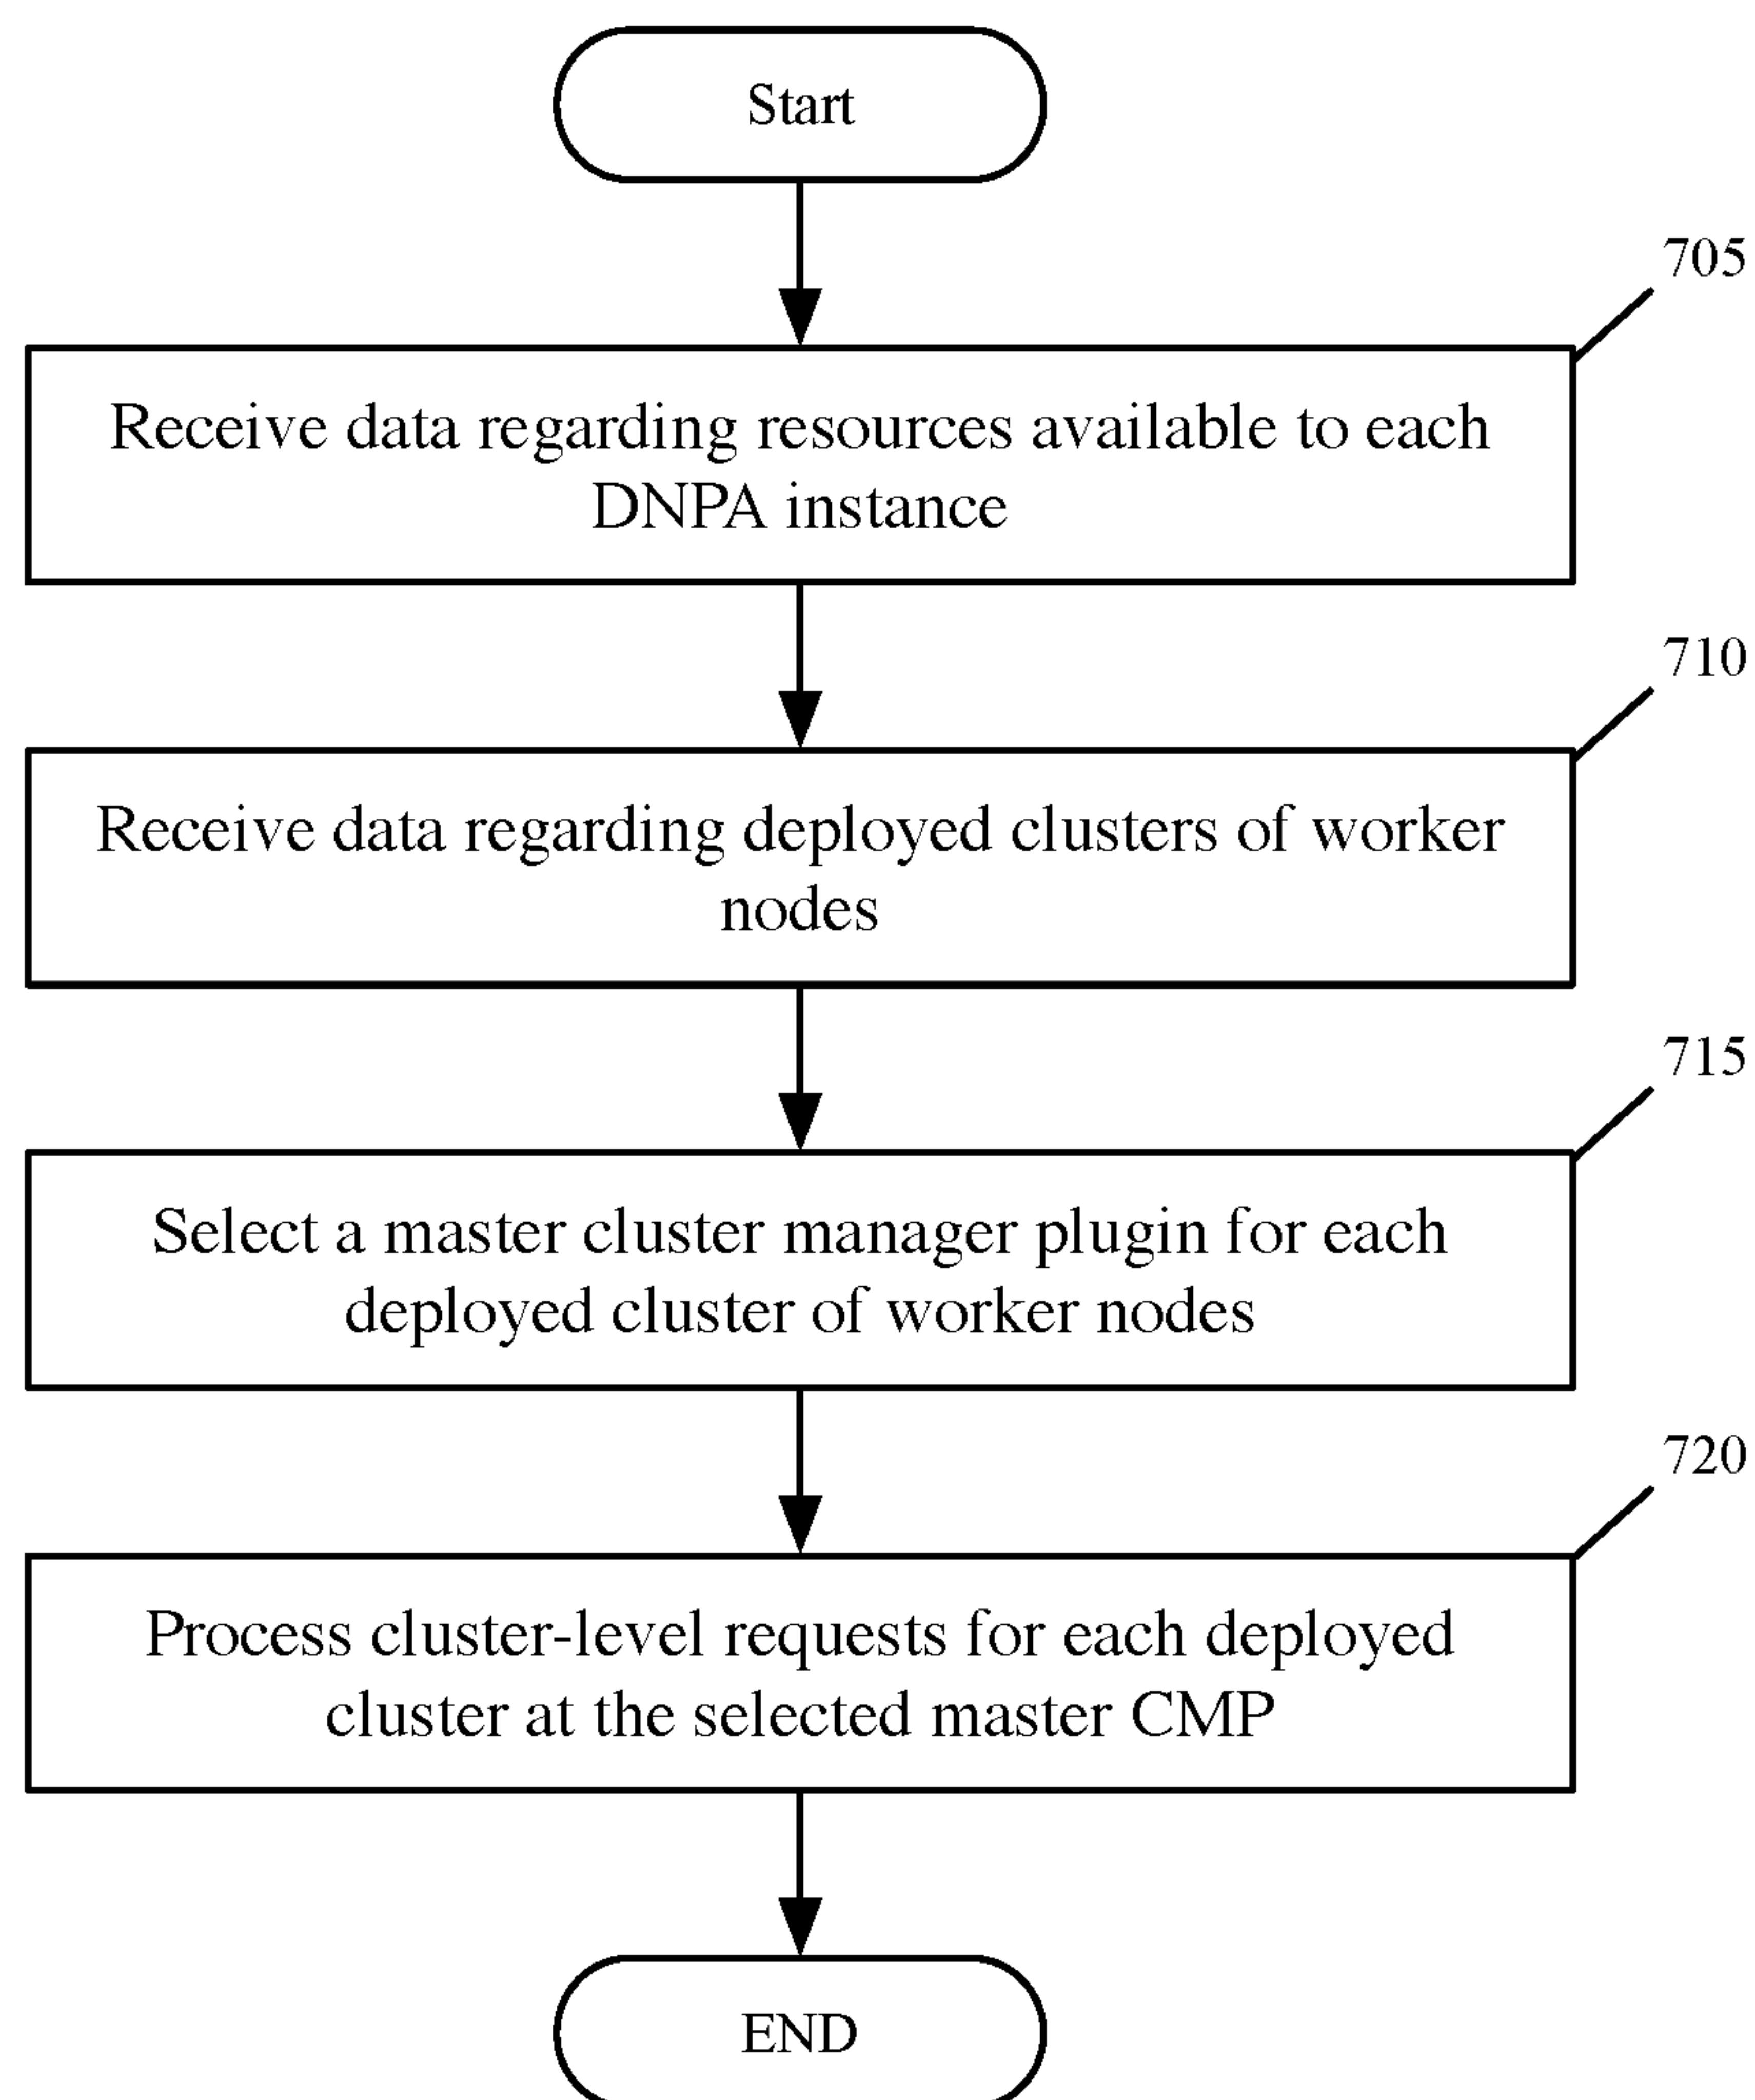 Start
705
Receive data regarding resources available to each
DNPA instance
710
Receive data regarding deployed clusters of worker
nodes
715
Select a master cluster manager plugin for each
deployed cluster of worker nodes
720
Process cluster-level requests for each deployed
cluster at the selected master CMP
END